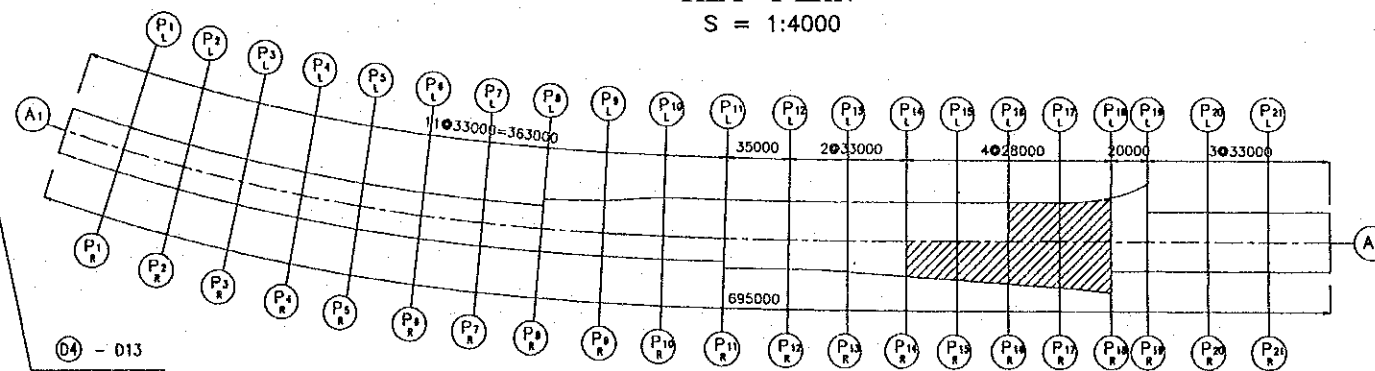 S = 1:4000
P1 L
P2 L
P3 L
P4 L
P5 L
P6 L
P7 L
P8 L
P9 L
P10 L
P11 L
P12 L
P13 L
P14 L
P15 L
P16 L
P17 L
P18 L
P19 L
P20 L
P21 L
A1
11@33000=363000
35000
2@33000
4@28000
20000
3@33000
A
695000
P1 R
P2 R
P3 R
P4 R
P5 R
P6 R
P7 R
P8 R
P9 R
P10 R
P11 R
P12 R
P13 R
P14 R
P15 R
P16 R
P17 R
P18 R
P19 R
P20 R
P21 R
D4 - D13